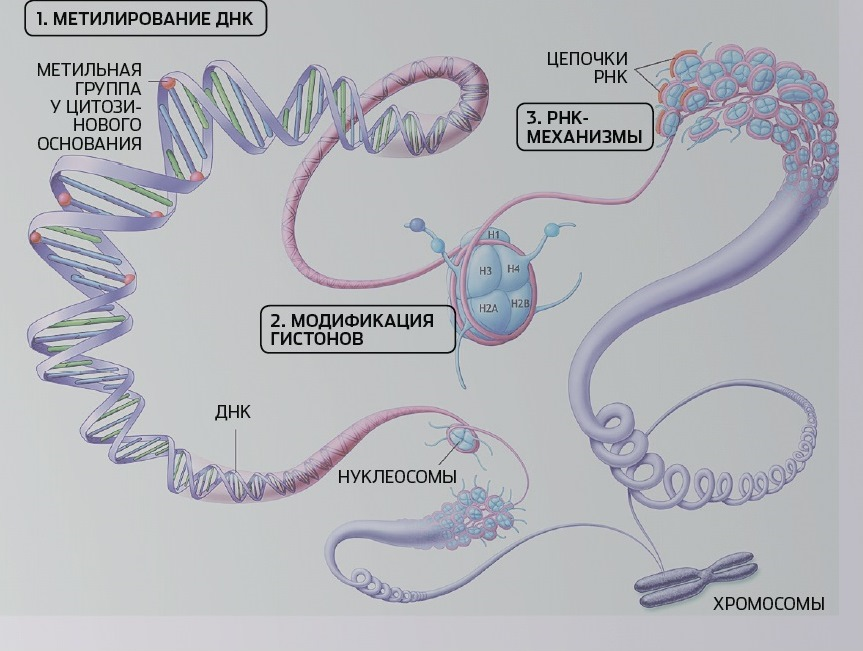 1. МЕТИЛИРОВАНИЕ ДНК
МЕТИЛЬНАЯ
ГРУППА
У ЦИТОЗИ-
НОВОГО
ОСНОВАНИЯ
ЦЕПОЧКИ
РНК
3. РНК-
МЕХАНИЗМЫ
H1
H3
H4
H2A
H2B
2. МОДИФИКАЦИЯ
ГИСТОНОВ
ДНК
НУКЛЕОСОМЫ
ХРОМОСОМЫ